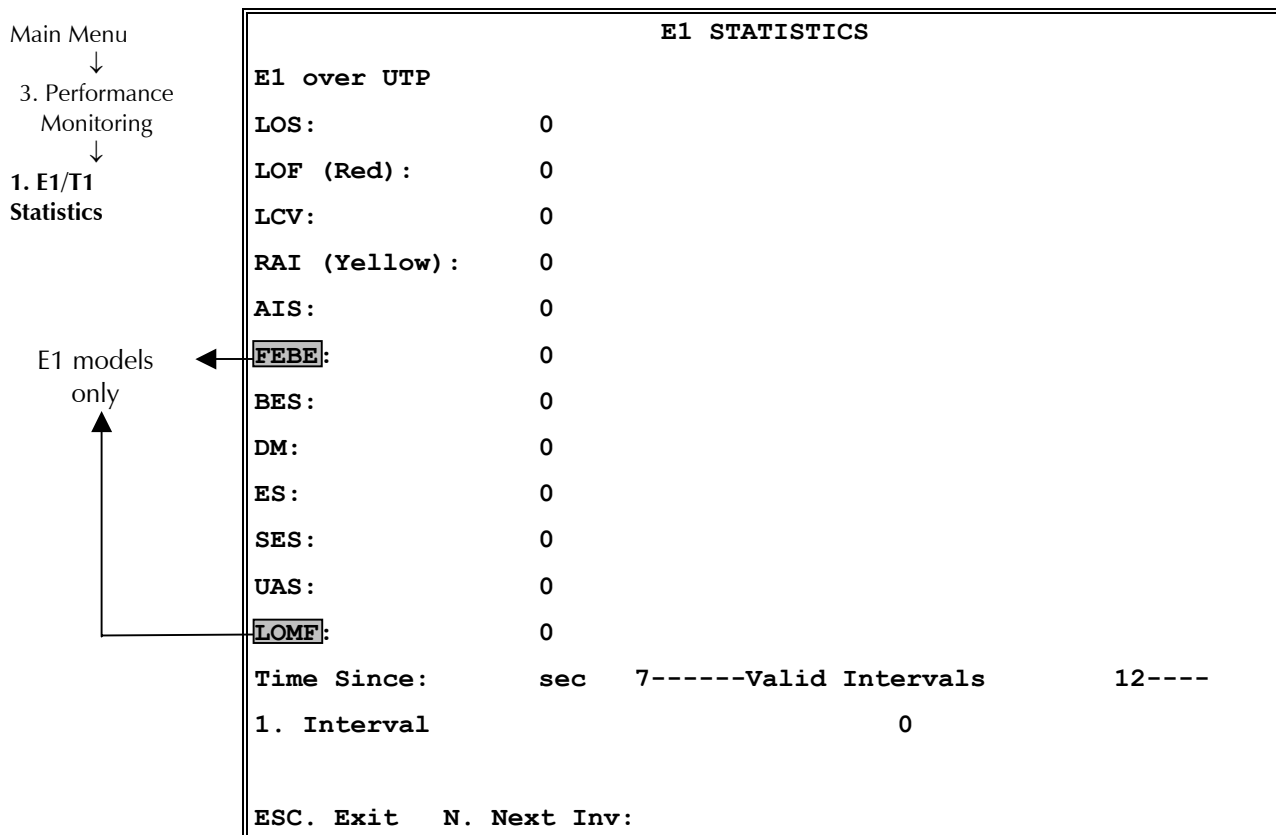 Main Menu
↓
3. Performance
Monitoring
↓
1. E1/T1
Statistics
E1 models
only
E1 STATISTICS
E1 over UTP
LOS: 0
LOF (Red): 0
LCV: 0
RAI (Yellow): 0
AIS: 0
FEBE: 0
BES: 0
DM: 0
ES: 0
SES: 0
UAS: 0
LOMF: 0
Time Since: sec 7------Valid Intervals 12----
1. Interval 0
ESC. Exit N. Next Inv: